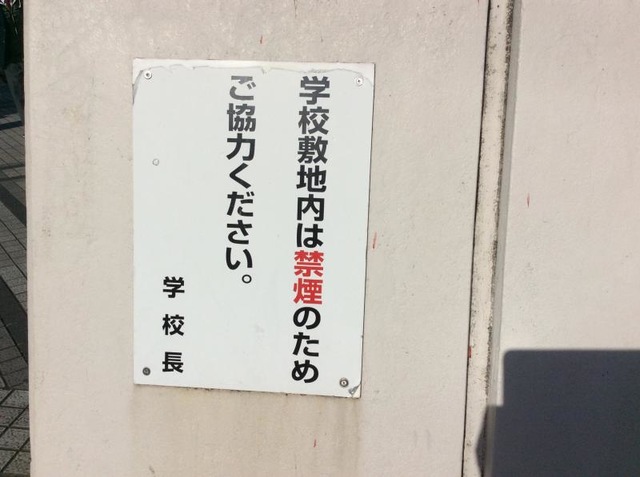 学校敷地内は禁煙のため
ご協力ください。
学校長